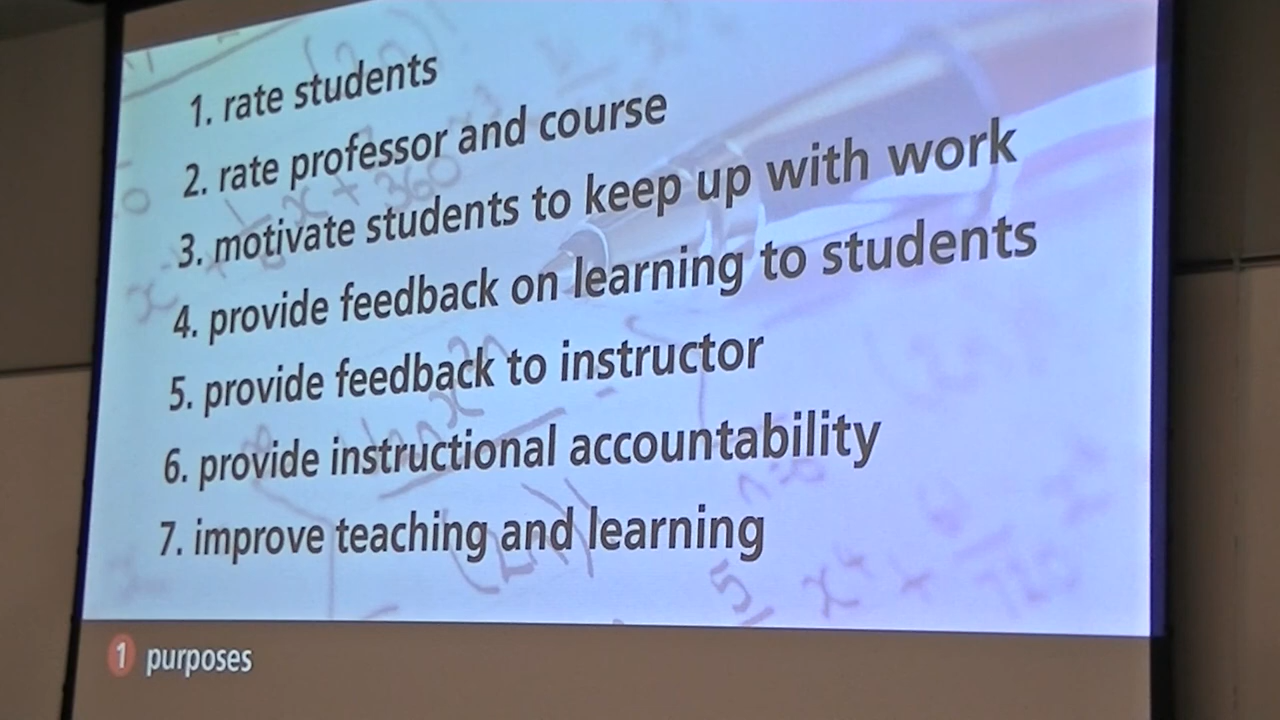 1. rate students
2. rate professor and course
3. motivate students to keep up with work
4. provide feedback on learning to students
5. provide feedback to instructor
6. provide instructional accountability
7. improve teaching and learning
1 purposes